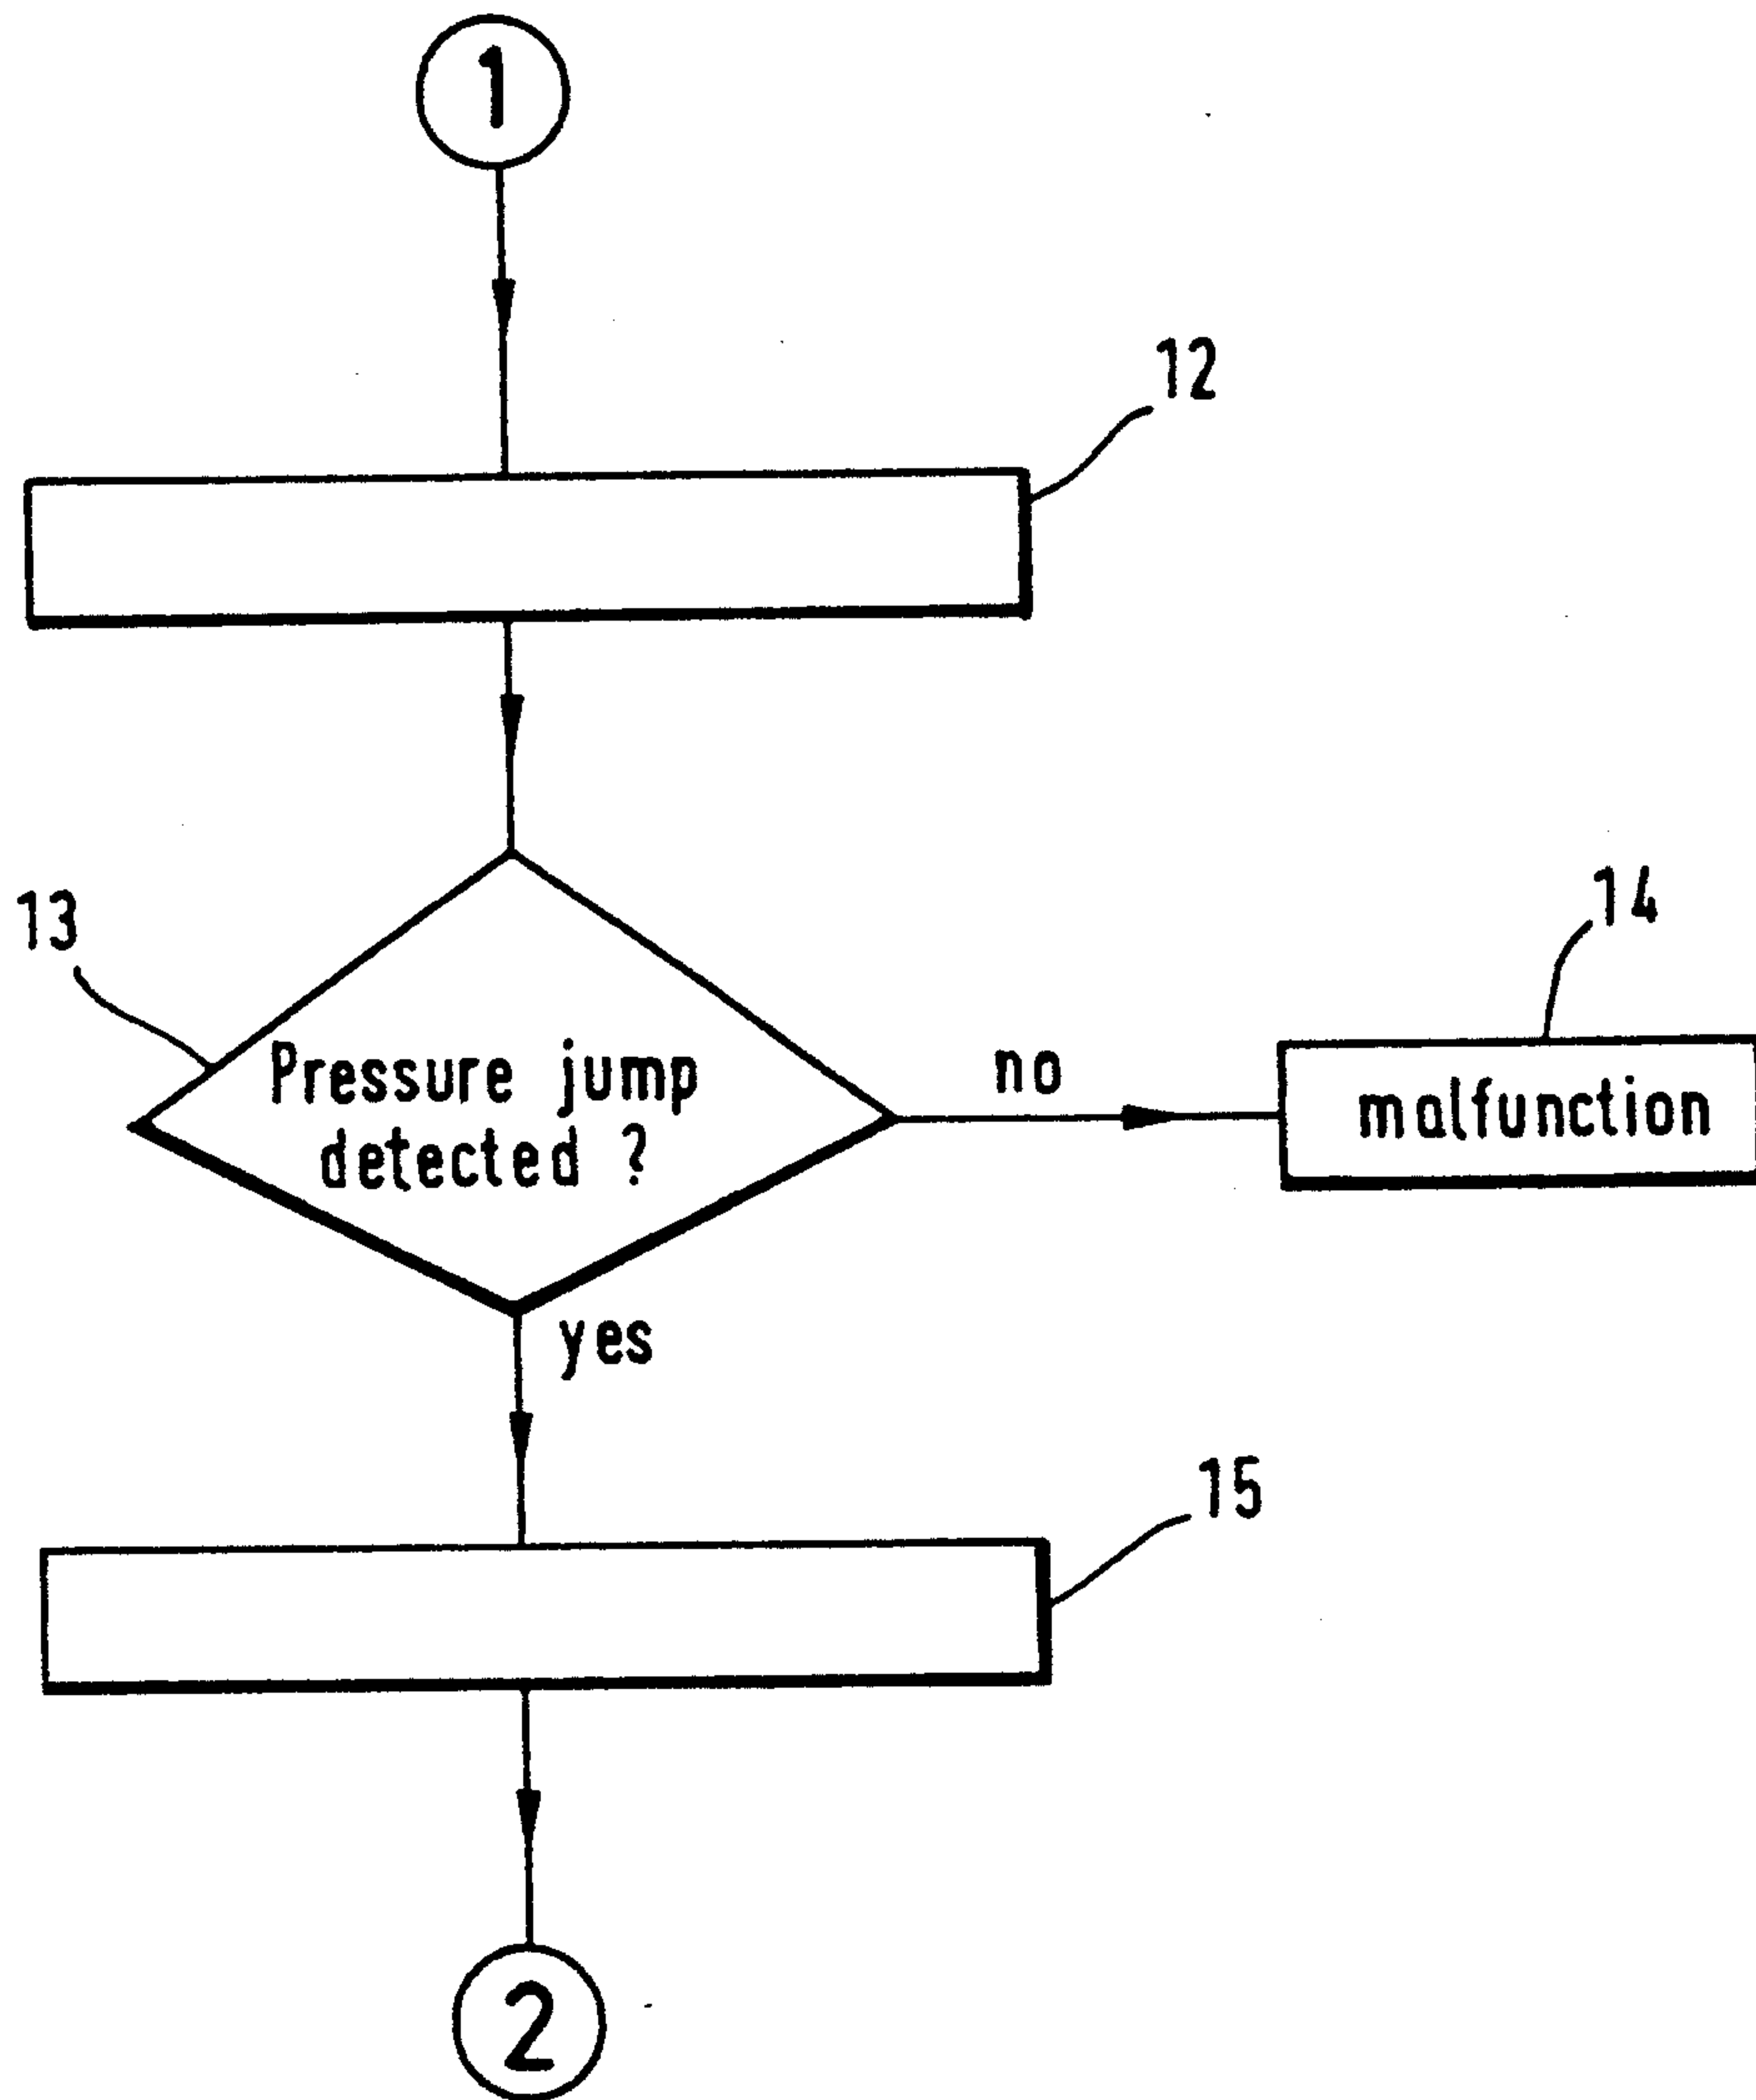 1
12
13
14
Pressure jump
detected ?
no
malfunction
yes
15
2